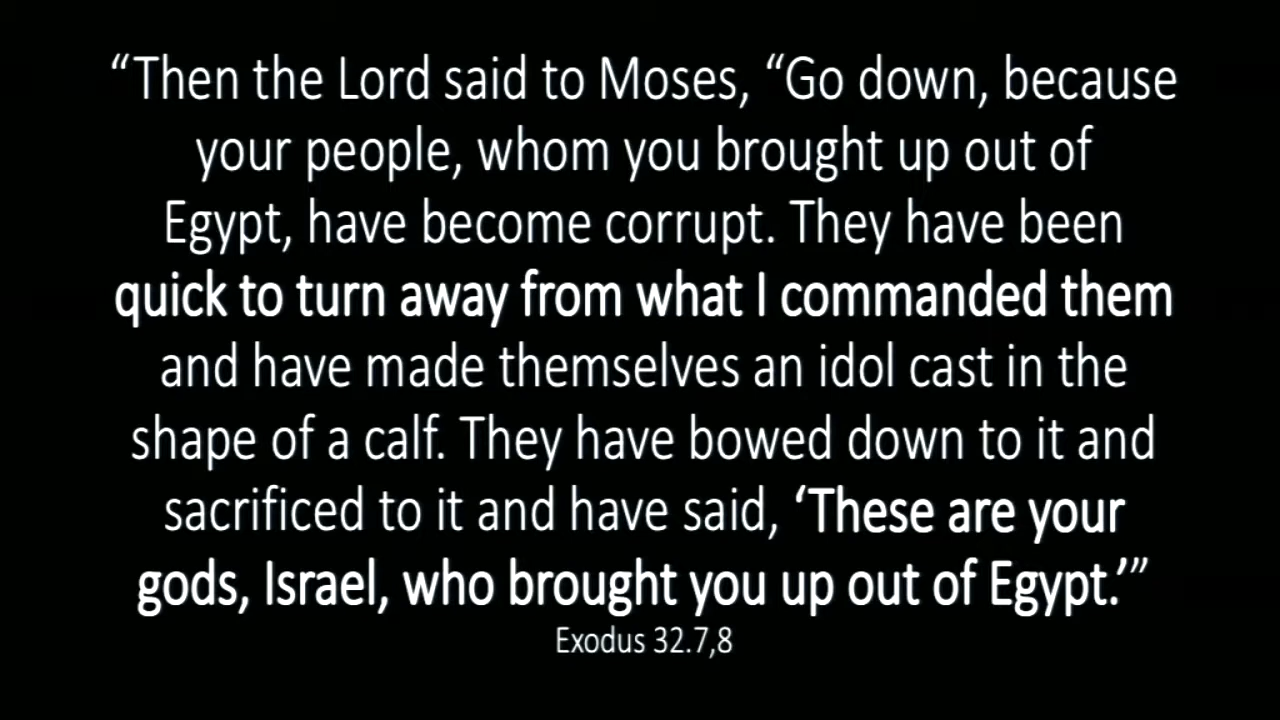 “Then the Lord said to Moses, “Go down, because
your people, whom you brought up out of
Egypt, have become corrupt. They have been
quick to turn away from what I commanded them
and have made themselves an idol cast in the
shape of a calf. They have bowed down to it and
sacrificed to it and have said, ‘These are your
gods, Israel, who brought you up out of Egypt.’”
Exodus 32.7,8